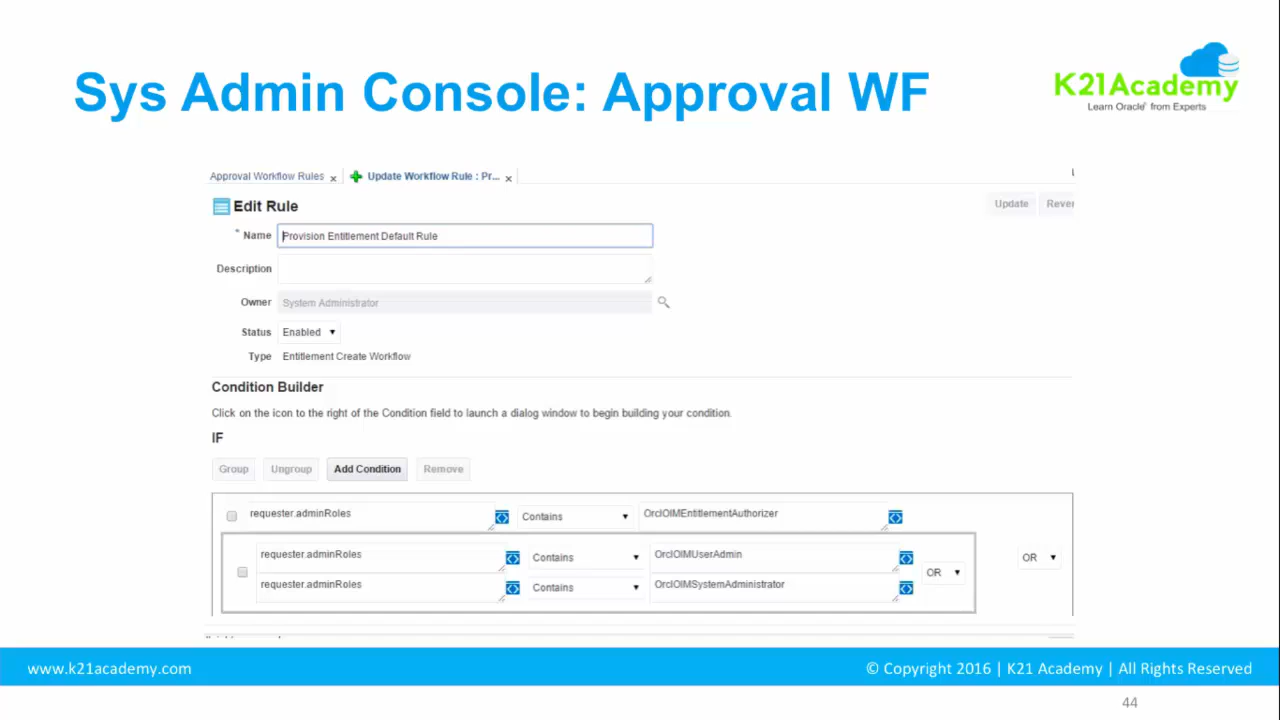 Sys Admin Console: Approval WF
K21Academy
Learn Oracle from Experts
Approval Workflow Rules x Update Workflow Rule : Pr... x
Edit Rule
Update
* Name Provision Entitlement Default Rule
Description
Owner System Administrator
Status Enabled
Type Entitlement Create Workflow
Condition Builder
Click on the icon to the right of the Condition field to launch a dialog window to begin building your condition.
IF
Group Ungroup Add Condition Remove
requester.adminRoles Contains OrclOIMEntitlementAuthorizer
requester.adminRoles Contains OrclOIMUserAdmin
requester.adminRoles Contains OrclOIMSystemAdministrator
OR
OR
www.k21academy.com
© Copyright 2016 | K21 Academy | All Rights Reserved
44